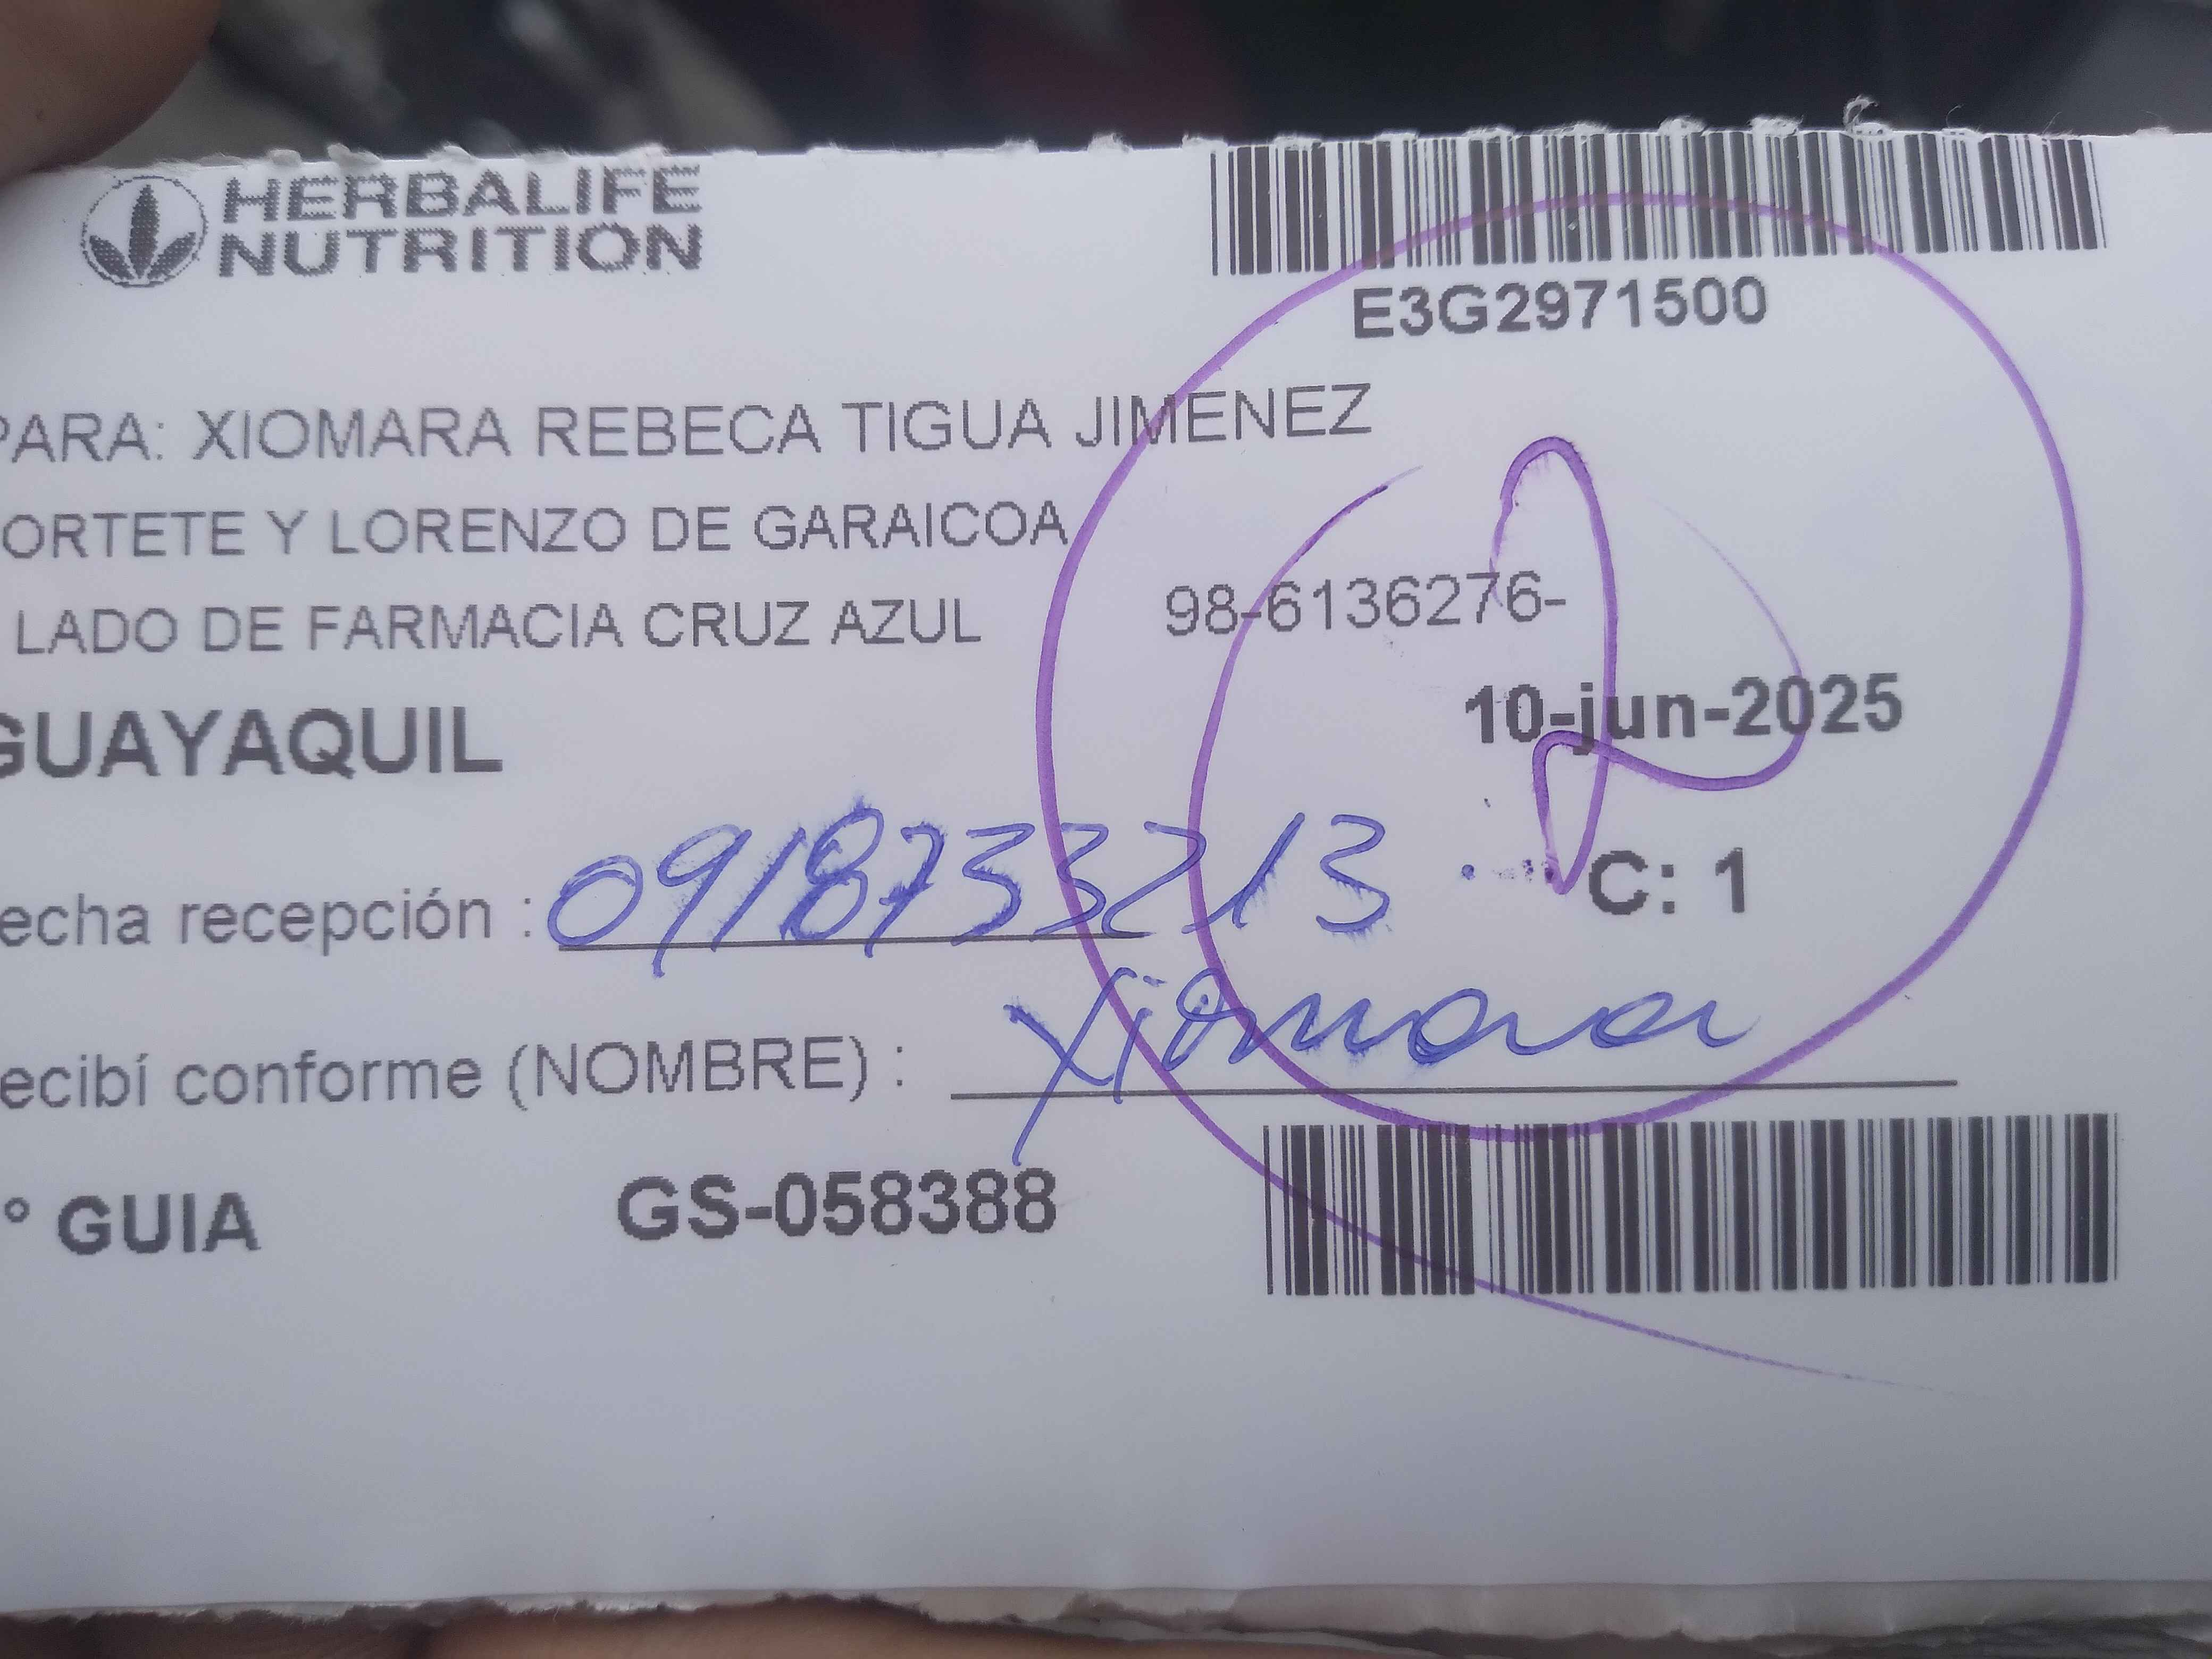 HERBALIFE
NUTRITION
E3G2971500
PARA: XIOMARA REBECA TIGUA JIMENEZ
ORTETE Y LORENZO DE GARAICOA
LADO DE FARMACIA CRUZ AZUL 98-6136276-
GUAYAQUIL 10-jun-2025
echa recepción : 0918733213 C: 1
ecibí conforme (NOMBRE) : Xiomara
° GUIA GS-058388